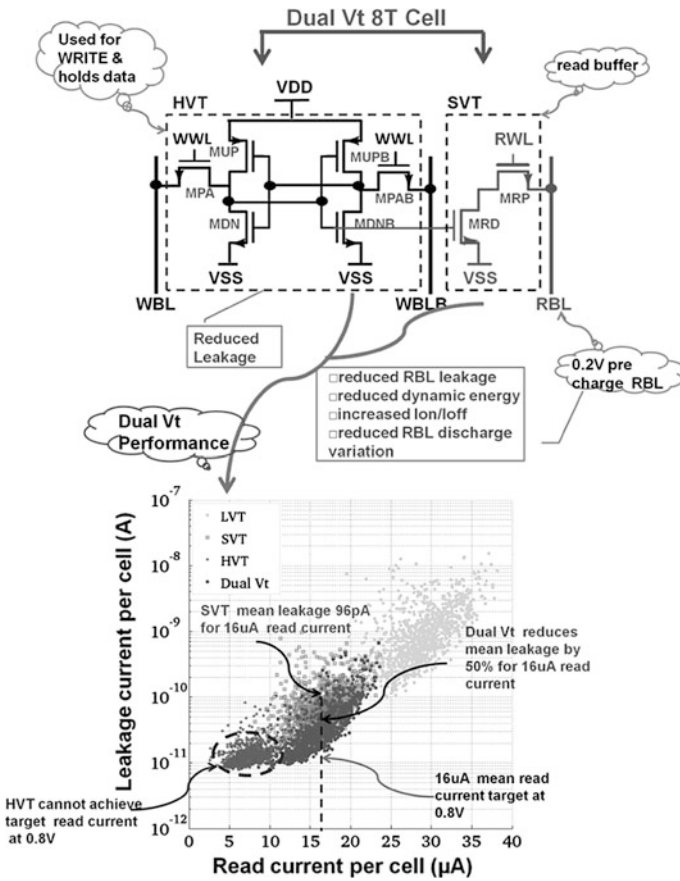 Dual Vt 8T Cell
Used for
WRITE &
holds data
read buffer
HVT
VDD
SVT
WWL
MUP
MUPB
WWL
RWL
MPA
MPAB
MRP
MDN
MDNB
MRD
VSS
VSS
VSS
WBL
WBLB
RBL
Reduced
Leakage
0.2V pre
charge RBL
□reduced RBL leakage
□reduced dynamic energy
□increased Ion/Ioff
□reduced RBL discharge
variation
Dual Vt
Performance
Leakage current per cell (A)
10⁻⁷
10⁻⁸
10⁻⁹
10⁻¹⁰
10⁻¹¹
10⁻¹²
LVT
SVT
HVT
Dual Vt
SVT mean leakage 96pA
for 16uA read current
Dual Vt reduces
mean leakage by
50% for 16uA read
current
16uA mean read
current target at
0.8V
HVT cannot achieve
target read current
at 0.8V
0 5 10 15 20 25 30 35 40
Read current per cell (µA)